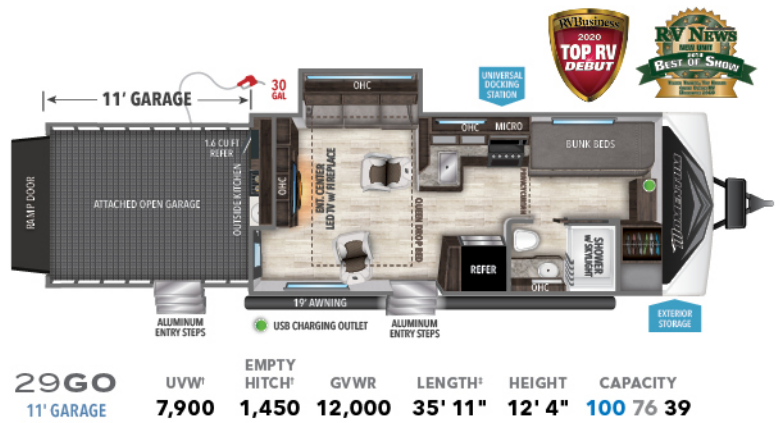 RVBusiness
2020
TOP RV
DEBUT
RV NEWS
BEST OF SHOW
11' GARAGE
30
GAL
OHC
UNIVERSAL
DOCKING
STATION
1.6 CU FT
REFER
OHC
MICRO
BUNK BEDS
RAMP DOOR
ATTACHED OPEN GARAGE
OUTSIDE KITCHEN
OHC
ENT. CENTER
LED TV w/ FIREPLACE
QUEEN DROP BED
MOMENTUM
REFER
SHOWER
W/ SKYLIGHT
OHC
19' AWNING
ALUMINUM
ENTRY STEPS
USB CHARGING OUTLET
ALUMINUM
ENTRY STEPS
EXTERIOR
STORAGE
29GO
11' GARAGE
UVW†
7,900
EMPTY
HITCH†
1,450
GVWR
12,000
LENGTH‡
35' 11"
HEIGHT
12' 4"
CAPACITY
100 76 39